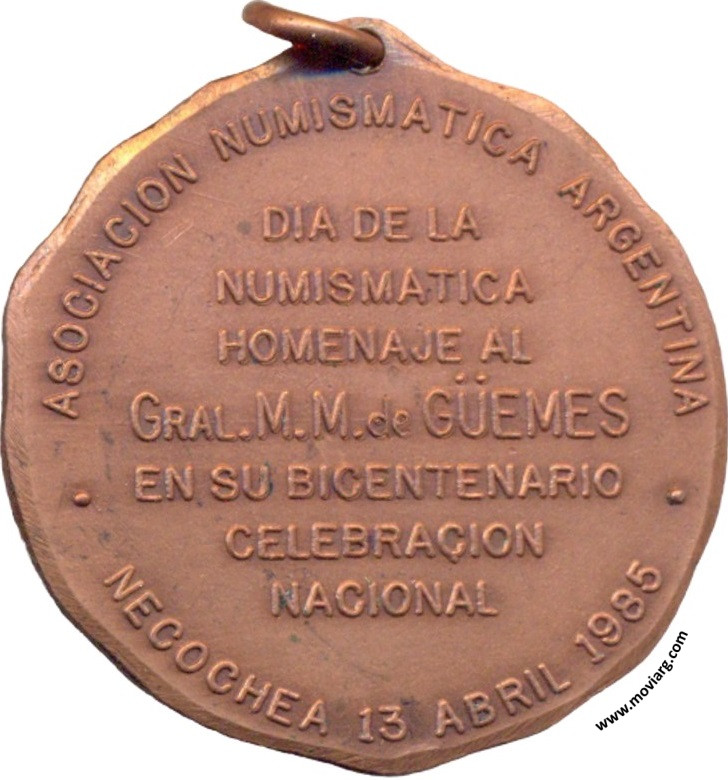 ASOCIACION NUMISMATICA ARGENTINA
DIA DE LA
NUMISMATICA
HOMENAJE AL
GRAL. M. M. de GÜEMES
EN SU BICENTENARIO
CELEBRACION
NACIONAL
NECOCHEA 13 ABRIL 1985
www.moviarg.com